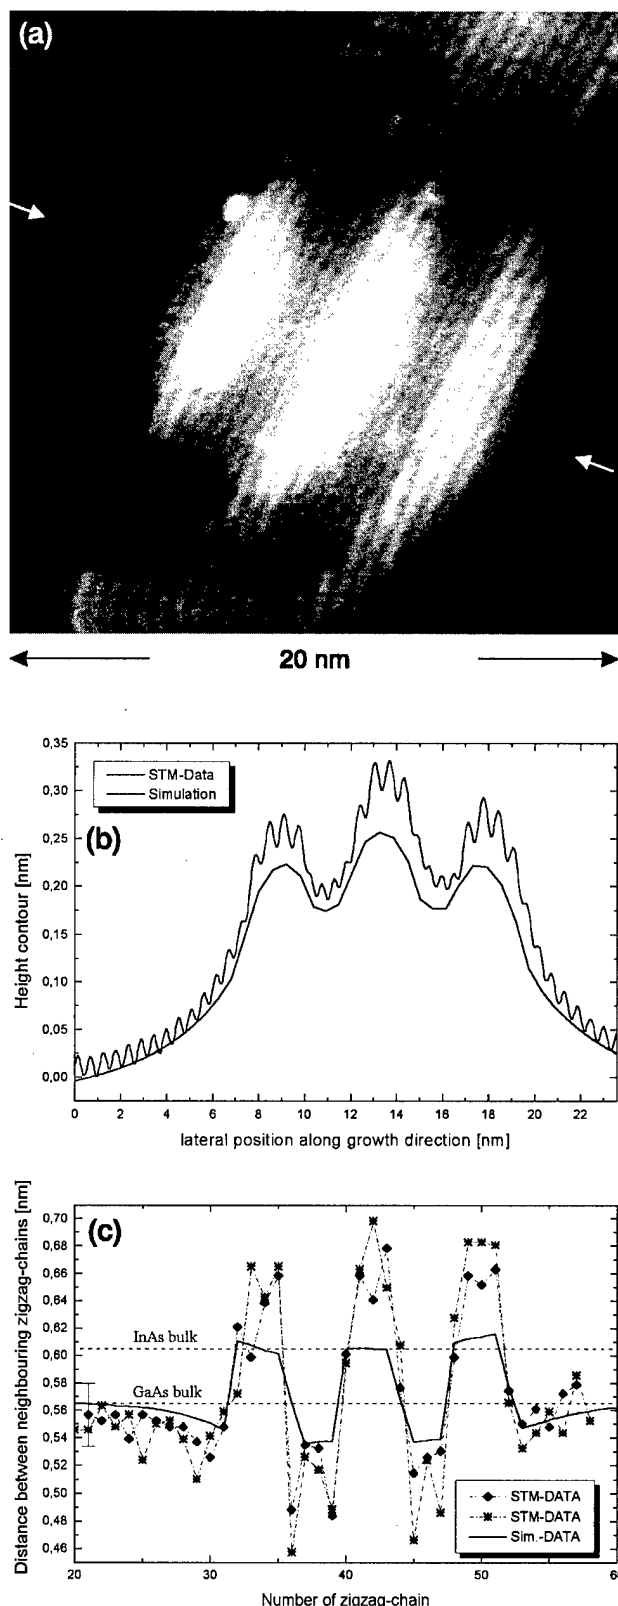 (a)
20 nm
0,35
0,30
0,25
0,20
0,15
0,10
0,05
0,00
Height contour [nm]
STM-Data
Simulation
(b)
0 2 4 6 8 10 12 14 16 18 20 22
lateral position along growth direction [nm]
0,70
0,68
0,66
0,64
0,62
0,60
0,58
0,56
0,54
0,52
0,50
0,48
0,46
Distance between neighbouring zigzag-chains [nm]
(c)
InAs bulk
GaAs bulk
STM-DATA
STM-DATA
Sim.-DATA
20 30 40 50
Number of zigzag-chain